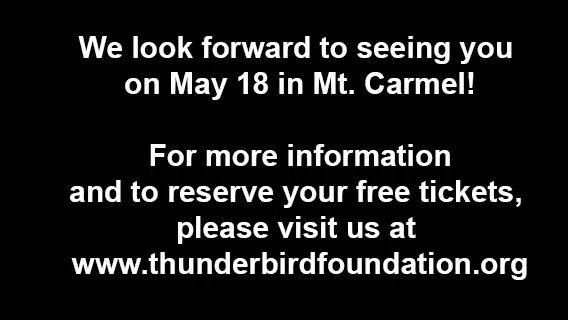 We look forward to seeing you
on May 18 in Mt. Carmel!
For more information
and to reserve your free tickets,
please visit us at
www.thunderbirdfoundation.org